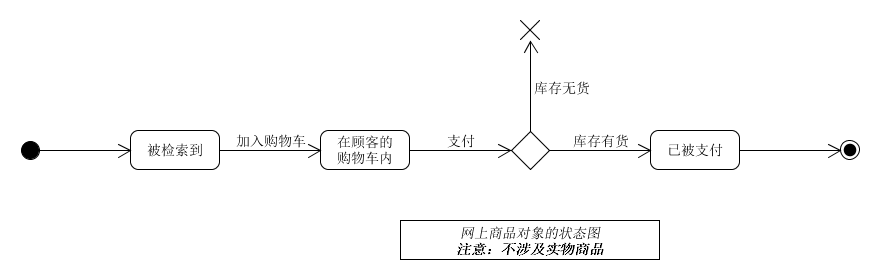 库存无货
被检索到
加入购物车
在顾客的
购物车内
支付
库存有货
已被支付
网上商品对象的状态图
注意：不涉及实物商品